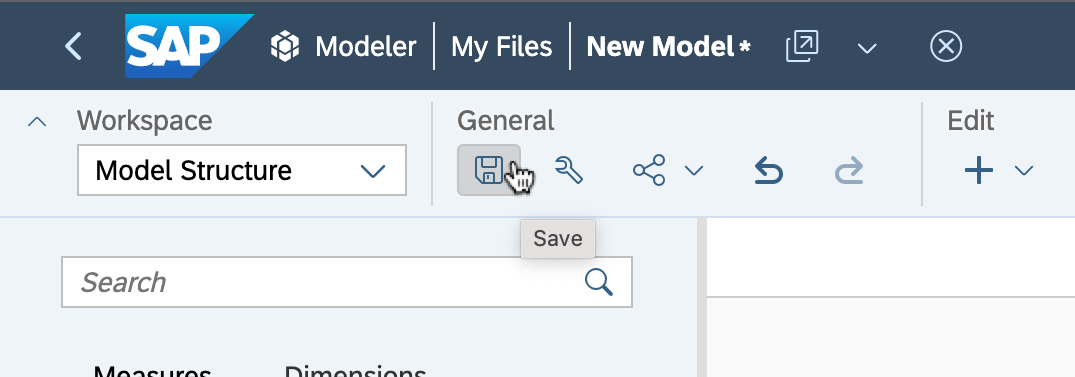 SAP Modeler My Files New Model*
Workspace General Edit
Model Structure
Save
Search
Measures Dimensions